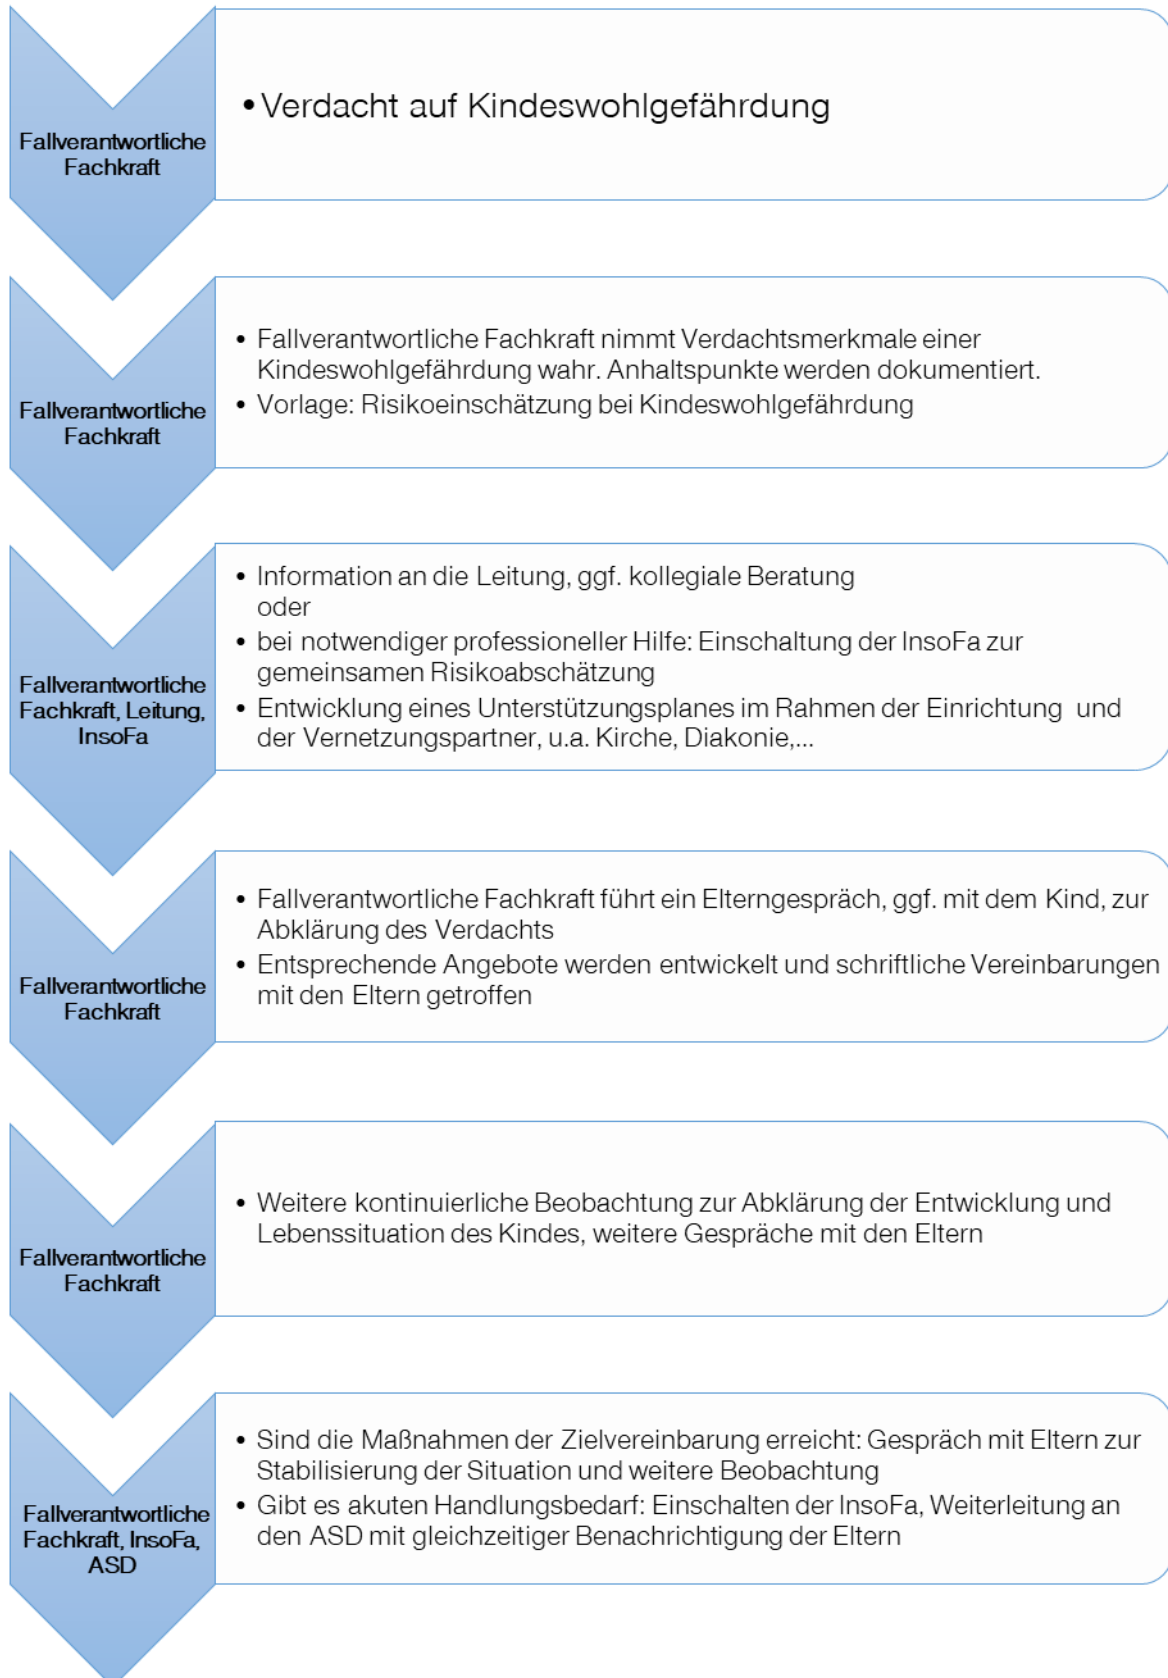 Fallverantwortliche
Fachkraft
• Verdacht auf Kindeswohlgefährdung
Fallverantwortliche
Fachkraft
• Fallverantwortliche Fachkraft nimmt Verdachtsmerkmale einer
Kindeswohlgefährdung wahr. Anhaltspunkte werden dokumentiert.
• Vorlage: Risikoeinschätzung bei Kindeswohlgefährdung
Fallverantwortliche
Fachkraft, Leitung,
InsoFa
• Information an die Leitung, ggf. kollegiale Beratung
oder
• bei notwendiger professioneller Hilfe: Einschaltung der InsoFa zur
gemeinsamen Risikoabschätzung
• Entwicklung eines Unterstützungsplanes im Rahmen der Einrichtung und
der Vernetzungspartner, u.a. Kirche, Diakonie,...
Fallverantwortliche
Fachkraft
• Fallverantwortliche Fachkraft führt ein Elterngespräch, ggf. mit dem Kind, zur
Abklärung des Verdachts
• Entsprechende Angebote werden entwickelt und schriftliche Vereinbarungen
mit den Eltern getroffen
Fallverantwortliche
Fachkraft
• Weitere kontinuierliche Beobachtung zur Abklärung der Entwicklung und
Lebenssituation des Kindes, weitere Gespräche mit den Eltern
Fallverantwortliche
Fachkraft, InsoFa,
ASD
• Sind die Maßnahmen der Zielvereinbarung erreicht: Gespräch mit Eltern zur
Stabilisierung der Situation und weitere Beobachtung
• Gibt es akuten Handlungsbedarf: Einschalten der InsoFa, Weiterleitung an
den ASD mit gleichzeitiger Benachrichtigung der Eltern